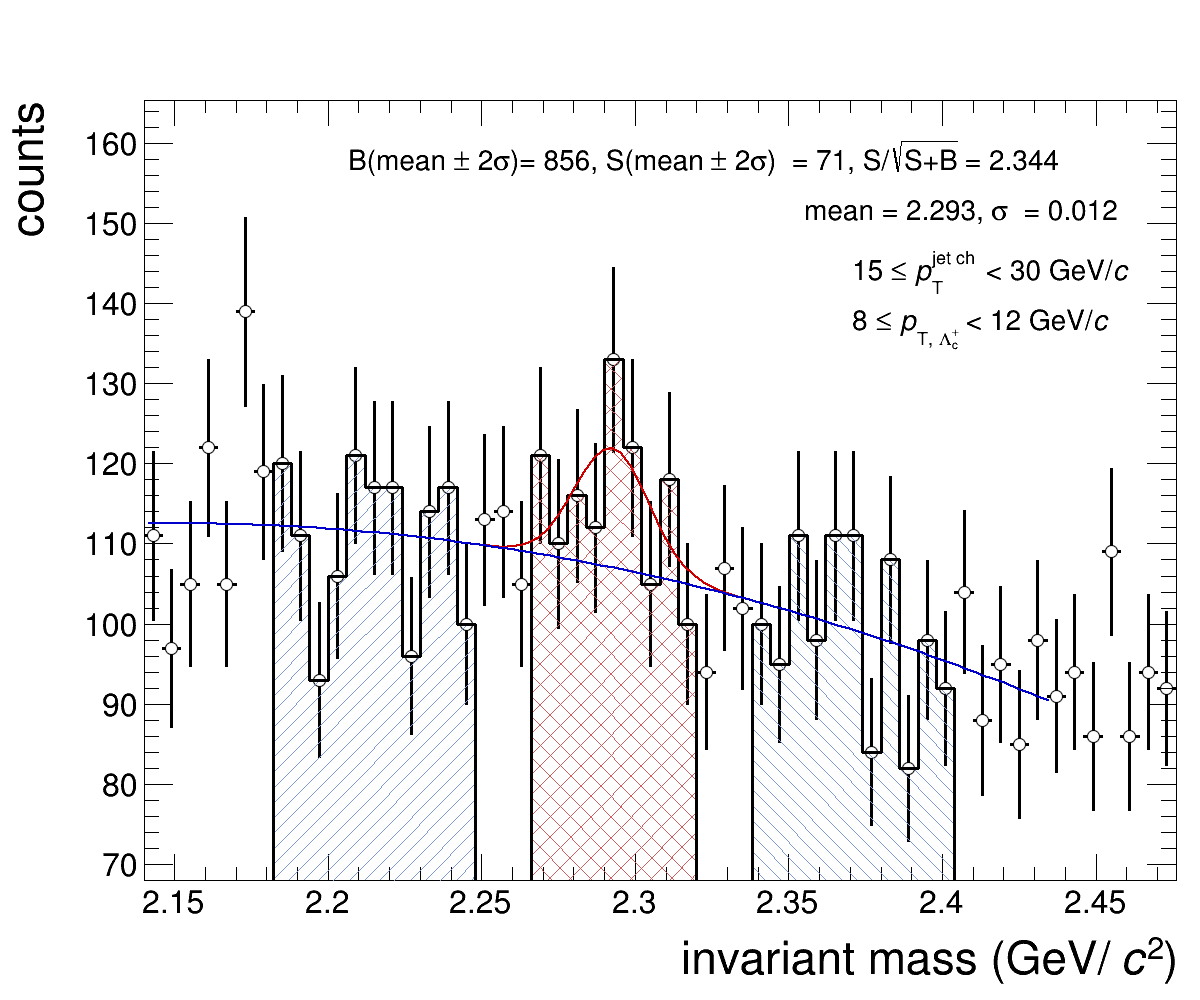 counts
B(mean ± 2σ)= 856, S(mean ± 2σ) = 71, S/√S+B = 2.344
mean = 2.293, σ = 0.012
15 ≤ p_T^jet ch < 30 GeV/c
8 ≤ p_T, Λ_c^+ < 12 GeV/c
160
150
140
130
120
110
100
90
80
70
2.15 2.2 2.25 2.3 2.35 2.4 2.45
invariant mass (GeV/ c²)